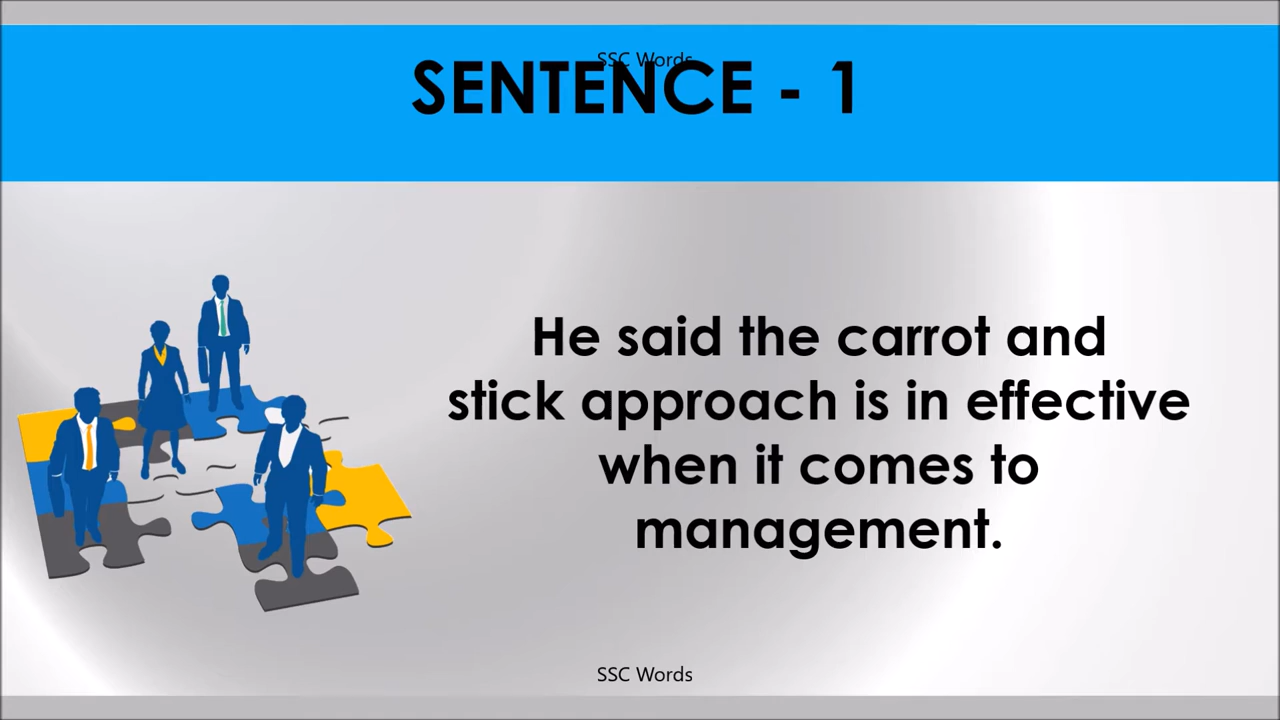 SSC Words
SENTENCE - 1
He said the carrot and
stick approach is in effective
when it comes to
management.
SSC Words